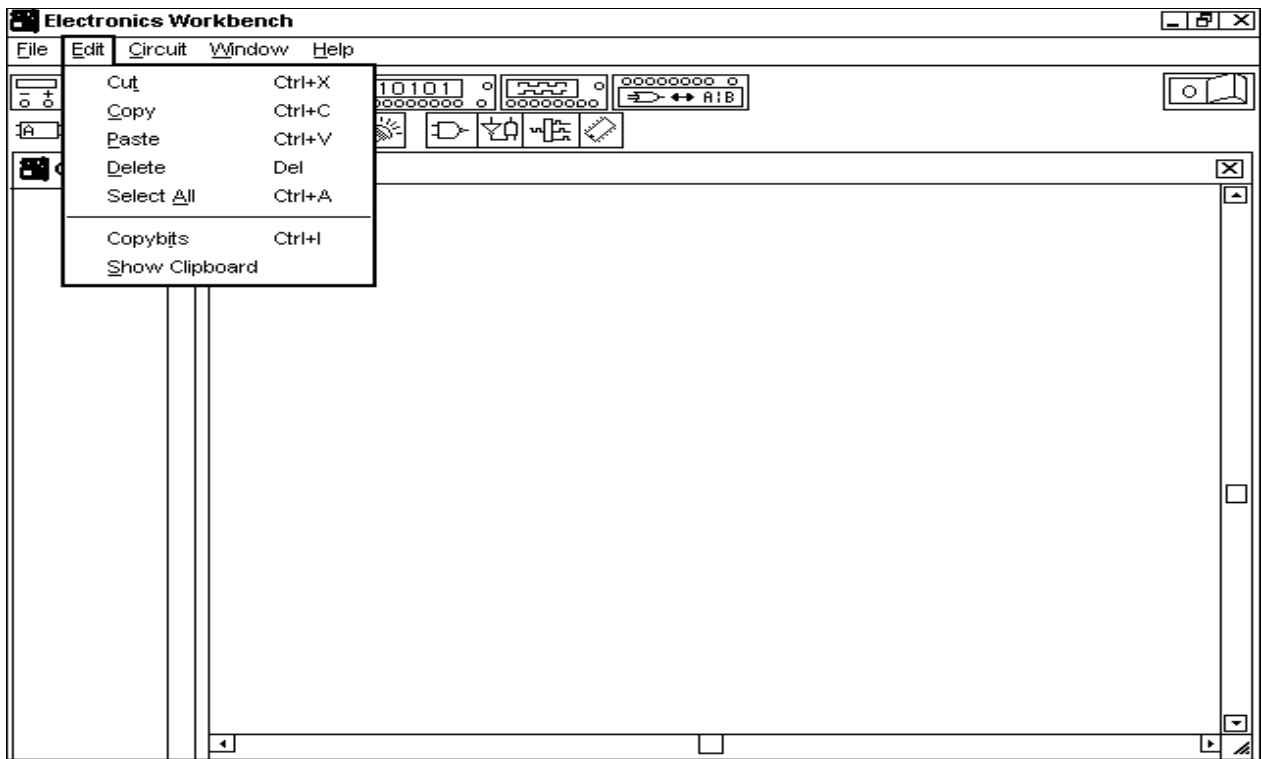 Electronics Workbench
File Edit Circuit Window Help
Cut Ctrl+X
Copy Ctrl+C
Paste Ctrl+V
Delete Del
Select All Ctrl+A
Copybits Ctrl+I
Show Clipboard
10101
A|B
A